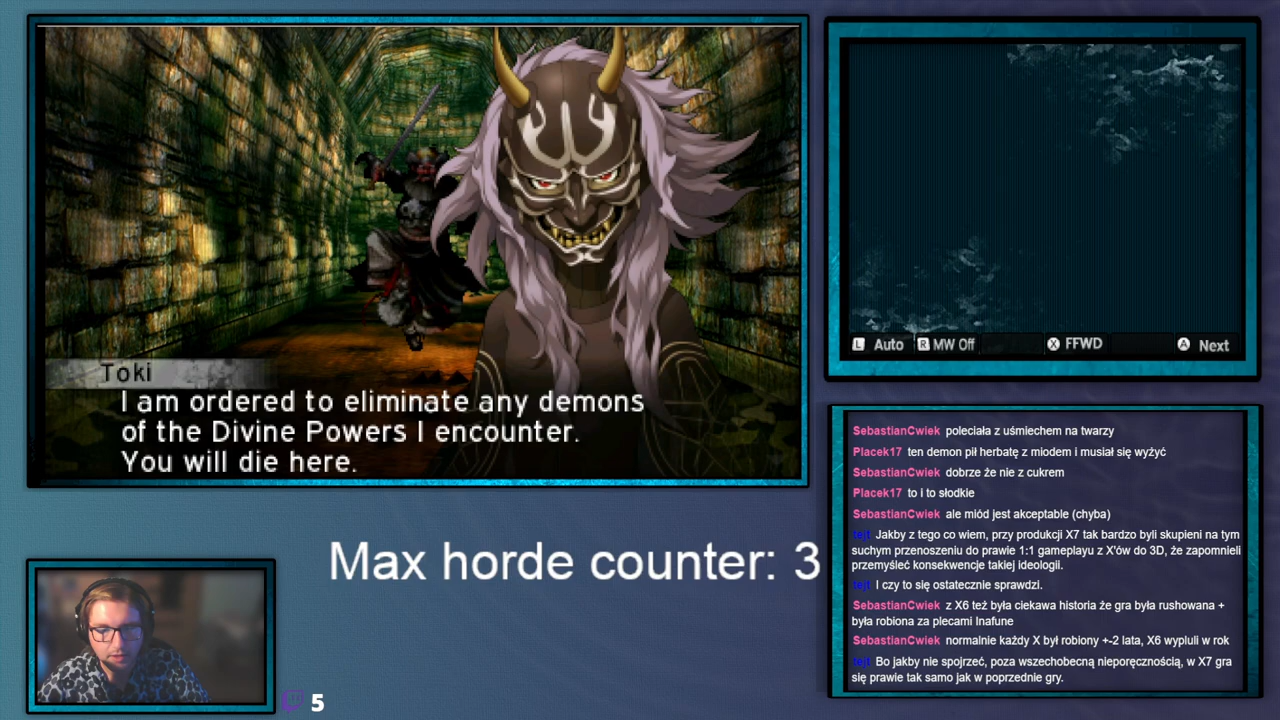 Toki
I am ordered to eliminate any demons
of the Divine Powers I encounter.
You will die here.
L Auto R MW Off X FFWD A Next
Max horde counter: 3
5
SebastianCwiek poleciała z uśmiechem na twarzy
Placek17 ten demon pił herbatę z miodem i musiał się wyżyć
SebastianCwiek dobrze że nie z cukrem
Placek17 to i to słodkie
SebastianCwiek ale miód jest akceptable (chyba)
tejt Jakby z tego co wiem, przy produkcji X7 tak bardzo byli skupieni na tym
suchym przenoszeniu do prawie 1:1 gameplayu z X'ów do 3D, że zapomnieli
przemyśleć konsekwencje takiej ideologii.
tejt I czy to się ostatecznie sprawdzi.
SebastianCwiek z X6 też była ciekawa historia że gra była rushowana +
była robiona za plecami Inafune
SebastianCwiek normalnie każdy X był robiony +-2 lata, X6 wypluli w rok
tejt Bo jakby nie spojrzeć, poza wszechobecną nieporęcznością, w X7 gra
się prawie tak samo jak w poprzednie gry.